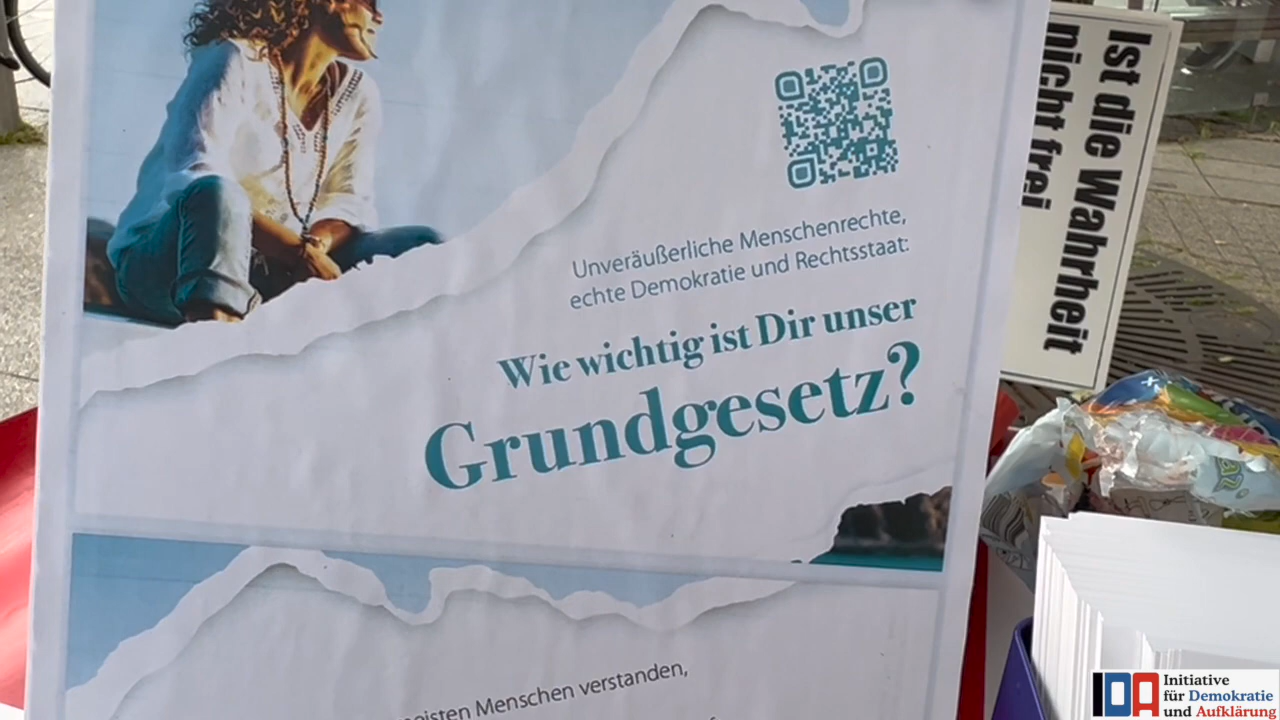 Unveräußerliche Menschenrechte,
echte Demokratie und Rechtsstaat:
Wie wichtig ist Dir unser
Grundgesetz?
Menschen verstanden,
Ist die Wahrheit
nicht frei
IDA
Initiative
für Demokratie
und Aufklärung